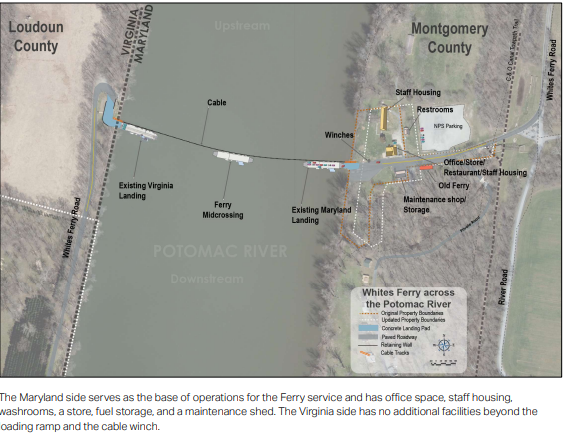 Loudoun
County
VIRGINIA
MARYLAND
Upstream
Montgomery
County
C & O Canal Towpath Trail
Whites Ferry Road
Cable
Staff Housing
Restrooms
NPS Parking
Winches
Office/Store/
Restaurant/Staff Housing
Old Ferry
Maintenance shop/
Storage
Existing Virginia
Landing
Ferry
Midcrossing
Existing Maryland
Landing
Whites Ferry Road
Private Road
POTOMAC RIVER
Downstream
River Road
Whites Ferry across
the Potomac River
Original Property Boundaries
Updated Property Boundaries
Concrete Landing Pad
Paved Roadway
Retaining Wall
Cable Tracks
The Maryland side serves as the base of operations for the Ferry service and has office space, staff housing,
washrooms, a store, fuel storage, and a maintenance shed. The Virginia side has no additional facilities beyond the
loading ramp and the cable winch.